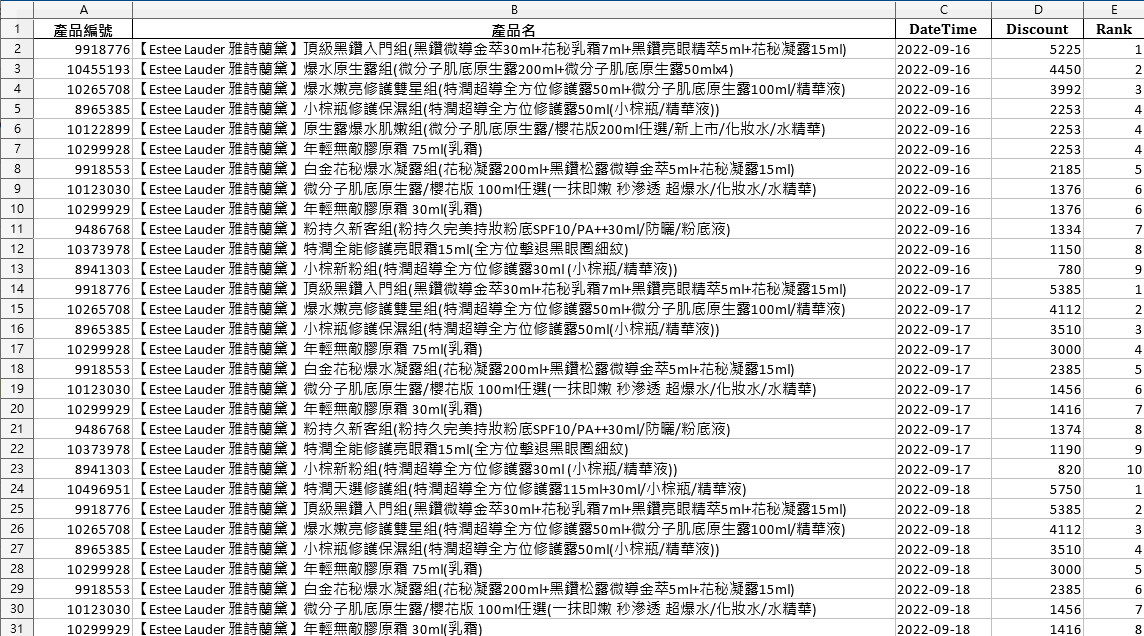 A B C D E
1 產品編號 產品名 DateTime Discount Rank
2 9918776 【Estee Lauder 雅詩蘭黛】頂級黑鑽入門組(黑鑽微導金萃30ml+花秘乳霜7ml+黑鑽亮眼精萃5ml+花秘凝露15ml) 2022-09-16 5225 1
3 10455193 【Estee Lauder 雅詩蘭黛】爆水原生露組(微分子肌底原生露200ml+微分子肌底原生露50mlx4) 2022-09-16 4450 2
4 10265708 【Estee Lauder 雅詩蘭黛】爆水嫩亮修護雙星組(特潤超導全方位修護露50ml+微分子肌底原生露100ml/精華液) 2022-09-16 3992 3
5 8965385 【Estee Lauder 雅詩蘭黛】小棕瓶修護保濕組(特潤超導全方位修護露50ml(小棕瓶/精華液)) 2022-09-16 2253 4
6 10122899 【Estee Lauder 雅詩蘭黛】原生露爆水肌嫩組(微分子肌底原生露/櫻花版200ml任選/新上市/化妝水/水精華) 2022-09-16 2253 4
7 10299928 【Estee Lauder 雅詩蘭黛】年輕無敵膠原霜 75ml(乳霜) 2022-09-16 2253 4
8 9918553 【Estee Lauder 雅詩蘭黛】白金花秘爆水凝露組(花秘凝露200ml+黑鑽松露微導金萃5ml+花秘凝露15ml) 2022-09-16 2185 5
9 10123030 【Estee Lauder 雅詩蘭黛】微分子肌底原生露/櫻花版 100ml任選(一抹即嫩 秒滲透 超爆水/化妝水/水精華) 2022-09-16 1376 6
10 10299929 【Estee Lauder 雅詩蘭黛】年輕無敵膠原霜 30ml(乳霜) 2022-09-16 1376 6
11 9486768 【Estee Lauder 雅詩蘭黛】粉持久新客組(粉持久完美持妝粉底SPF10/PA++30ml/防曬/粉底液) 2022-09-16 1334 7
12 10373978 【Estee Lauder 雅詩蘭黛】特潤全能修護亮眼霜15ml(全方位擊退黑眼圈細紋) 2022-09-16 1150 8
13 8941303 【Estee Lauder 雅詩蘭黛】小棕新粉組(特潤超導全方位修護露30ml (小棕瓶/精華液)) 2022-09-16 780 9
14 9918776 【Estee Lauder 雅詩蘭黛】頂級黑鑽入門組(黑鑽微導金萃30ml+花秘乳霜7ml+黑鑽亮眼精萃5ml+花秘凝露15ml) 2022-09-17 5385 1
15 10265708 【Estee Lauder 雅詩蘭黛】爆水嫩亮修護雙星組(特潤超導全方位修護露50ml+微分子肌底原生露100ml/精華液) 2022-09-17 4112 2
16 8965385 【Estee Lauder 雅詩蘭黛】小棕瓶修護保濕組(特潤超導全方位修護露50ml(小棕瓶/精華液)) 2022-09-17 3510 3
17 10299928 【Estee Lauder 雅詩蘭黛】年輕無敵膠原霜 75ml(乳霜) 2022-09-17 3000 4
18 9918553 【Estee Lauder 雅詩蘭黛】白金花秘爆水凝露組(花秘凝露200ml+黑鑽松露微導金萃5ml+花秘凝露15ml) 2022-09-17 2385 5
19 10123030 【Estee Lauder 雅詩蘭黛】微分子肌底原生露/櫻花版 100ml任選(一抹即嫩 秒滲透 超爆水/化妝水/水精華) 2022-09-17 1456 6
20 10299929 【Estee Lauder 雅詩蘭黛】年輕無敵膠原霜 30ml(乳霜) 2022-09-17 1416 7
21 9486768 【Estee Lauder 雅詩蘭黛】粉持久新客組(粉持久完美持妝粉底SPF10/PA++30ml/防曬/粉底液) 2022-09-17 1374 8
22 10373978 【Estee Lauder 雅詩蘭黛】特潤全能修護亮眼霜15ml(全方位擊退黑眼圈細紋) 2022-09-17 1190 9
23 8941303 【Estee Lauder 雅詩蘭黛】小棕新粉組(特潤超導全方位修護露30ml (小棕瓶/精華液)) 2022-09-17 820 10
24 10496951 【Estee Lauder 雅詩蘭黛】特潤天選修護組(特潤超導全方位修護露115ml+30ml/小棕瓶/精華液) 2022-09-18 5750 1
25 9918776 【Estee Lauder 雅詩蘭黛】頂級黑鑽入門組(黑鑽微導金萃30ml+花秘乳霜7ml+黑鑽亮眼精萃5ml+花秘凝露15ml) 2022-09-18 5385 2
26 10265708 【Estee Lauder 雅詩蘭黛】爆水嫩亮修護雙星組(特潤超導全方位修護露50ml+微分子肌底原生露100ml/精華液) 2022-09-18 4112 3
27 8965385 【Estee Lauder 雅詩蘭黛】小棕瓶修護保濕組(特潤超導全方位修護露50ml(小棕瓶/精華液)) 2022-09-18 3510 4
28 10299928 【Estee Lauder 雅詩蘭黛】年輕無敵膠原霜 75ml(乳霜) 2022-09-18 3000 5
29 9918553 【Estee Lauder 雅詩蘭黛】白金花秘爆水凝露組(花秘凝露200ml+黑鑽松露微導金萃5ml+花秘凝露15ml) 2022-09-18 2385 6
30 10123030 【Estee Lauder 雅詩蘭黛】微分子肌底原生露/櫻花版 100ml任選(一抹即嫩 秒滲透 超爆水/化妝水/水精華) 2022-09-18 1456 7
31 10299929 【Estee Lauder 雅詩蘭黛】年輕無敵膠原霜 30ml(乳霜) 2022-09-18 1416 8